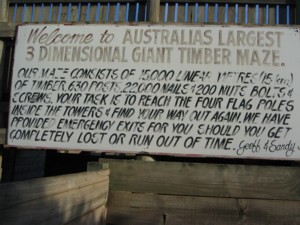 Welcome to AUSTRALIAS LARGEST
3 DIMENSIONAL GIANT TIMBER MAZE.
OUR MAZE CONSISTS OF 15,000 LINEAL METRES (15 km)
OF TIMBER, 630 POSTS, 22,000 NAILS & 1200 NUTS BOLTS &
SCREWS. YOUR TASK IS TO REACH THE FOUR FLAG POLES
INSIDE THE TOWERS & FIND YOUR WAY OUT AGAIN. WE HAVE
PROVIDED EMERGENCY EXITS FOR YOU SHOULD YOU GET
COMPLETELY LOST OR RUN OUT OF TIME. Geoff & Sandy